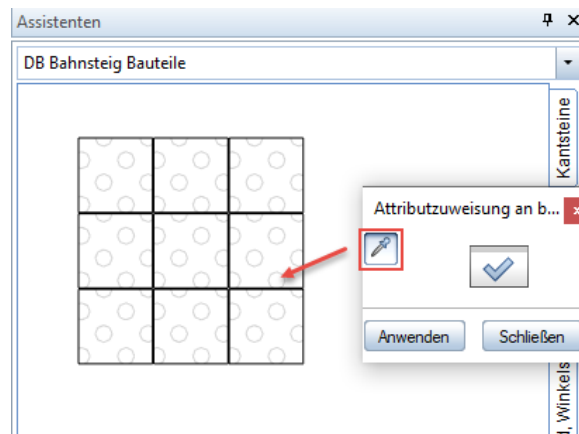 Assistenten
DB Bahnsteig Bauteile
Kantsteine
Attributzuweisung an b...
Anwenden
Schließen
d, Winkels